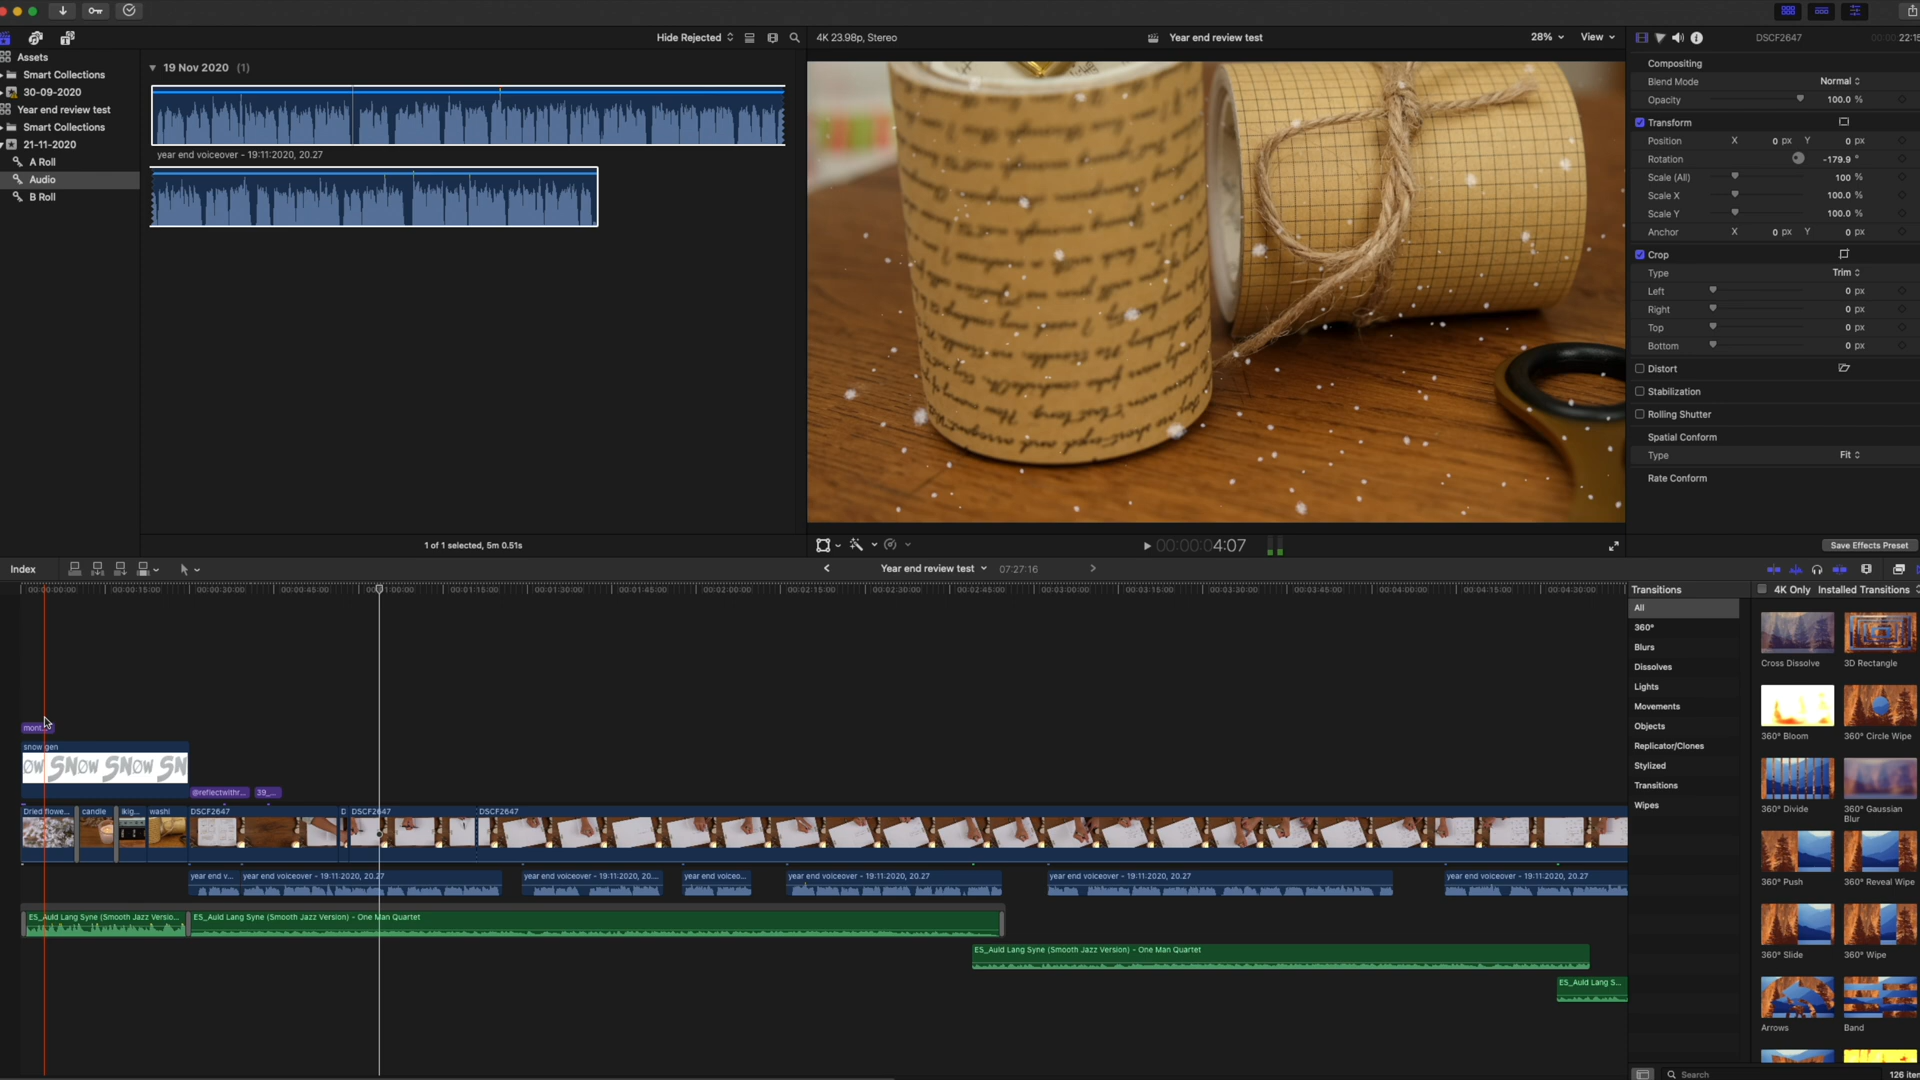 Hide Rejected
4K 23.98p, Stereo
Year end review test
28%
View
DSCF2647
22:15
Assets
Smart Collections
30-09-2020
Year end review test
Smart Collections
21-11-2020
A Roll
Audio
B Roll
19 Nov 2020 (1)
year end voiceover - 19:11:2020, 20.27
1 of 1 selected, 5m 0.51s
00:00:00:04:07
Compositing
Blend Mode Normal
Opacity 100.0 %
Transform
Position X 0 px Y 0 px
Rotation -179.9 °
Scale (All) 100 %
Scale X 100.0 %
Scale Y 100.0 %
Anchor X 0 px Y 0 px
Crop
Type Trim
Left 0 px
Right 0 px
Top 0 px
Bottom 0 px
Distort
Stabilization
Rolling Shutter
Spatial Conform
Type Fit
Rate Conform
Save Effects Preset
Index
Year end review test
07:27:16
00:00:00:00 00:00:15:00 00:00:30:00 00:00:45:00 00:01:00:00 00:01:15:00 00:01:30:00 00:01:45:00 00:02:00:00 00:02:15:00 00:02:30:00 00:02:45:00 00:03:00:00 00:03:15:00 00:03:30:00 00:03:45:00 00:04:00:00 00:04:15:00 00:04:30:00
mont...
snow gen
OW SNOW SNOW SN
@reflectwithr... 39_...
Dried flowe... candle ikig... washi DSCF2647 D DSCF2647 DSCF2647
year end v... year end voiceover - 19:11:2020, 20.27 year end voiceover - 19:11:2020, 20.... year end voiceo... year end voiceover - 19:11:2020, 20.27 year end voiceover - 19:11:2020, 20.27 year end voiceover - 19:11:2020, 20.27
ES_Auld Lang Syne (Smooth Jazz Versio... ES_Auld Lang Syne (Smooth Jazz Version) - One Man Quartet
ES_Auld Lang Syne (Smooth Jazz Version) - One Man Quartet
ES_Auld Lang S...
Transitions
4K Only Installed Transitions
All
360°
Blurs
Dissolves
Lights
Movements
Objects
Replicator/Clones
Stylized
Transitions
Wipes
Cross Dissolve 3D Rectangle
360° Bloom 360° Circle Wipe
360° Divide 360° Gaussian Blur
360° Push 360° Reveal Wipe
360° Slide 360° Wipe
Arrows Band
Search
126